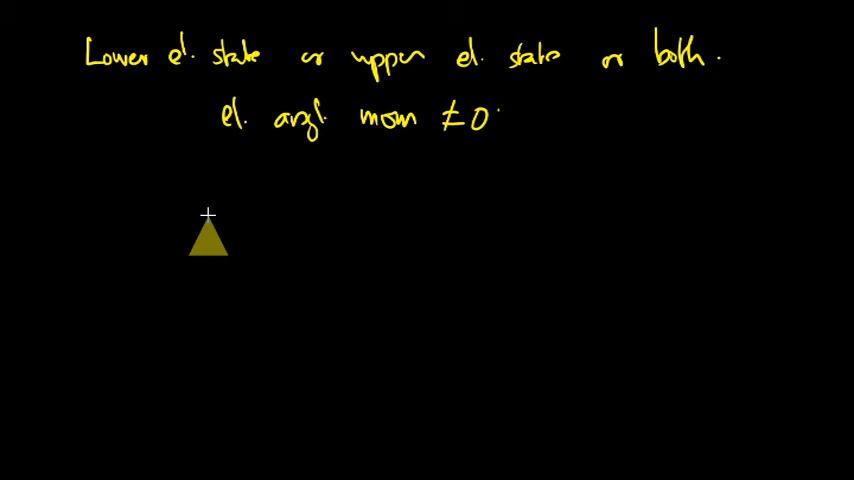 Lower el. state or upper el. state or both.
el. angl. mom ≠ 0.